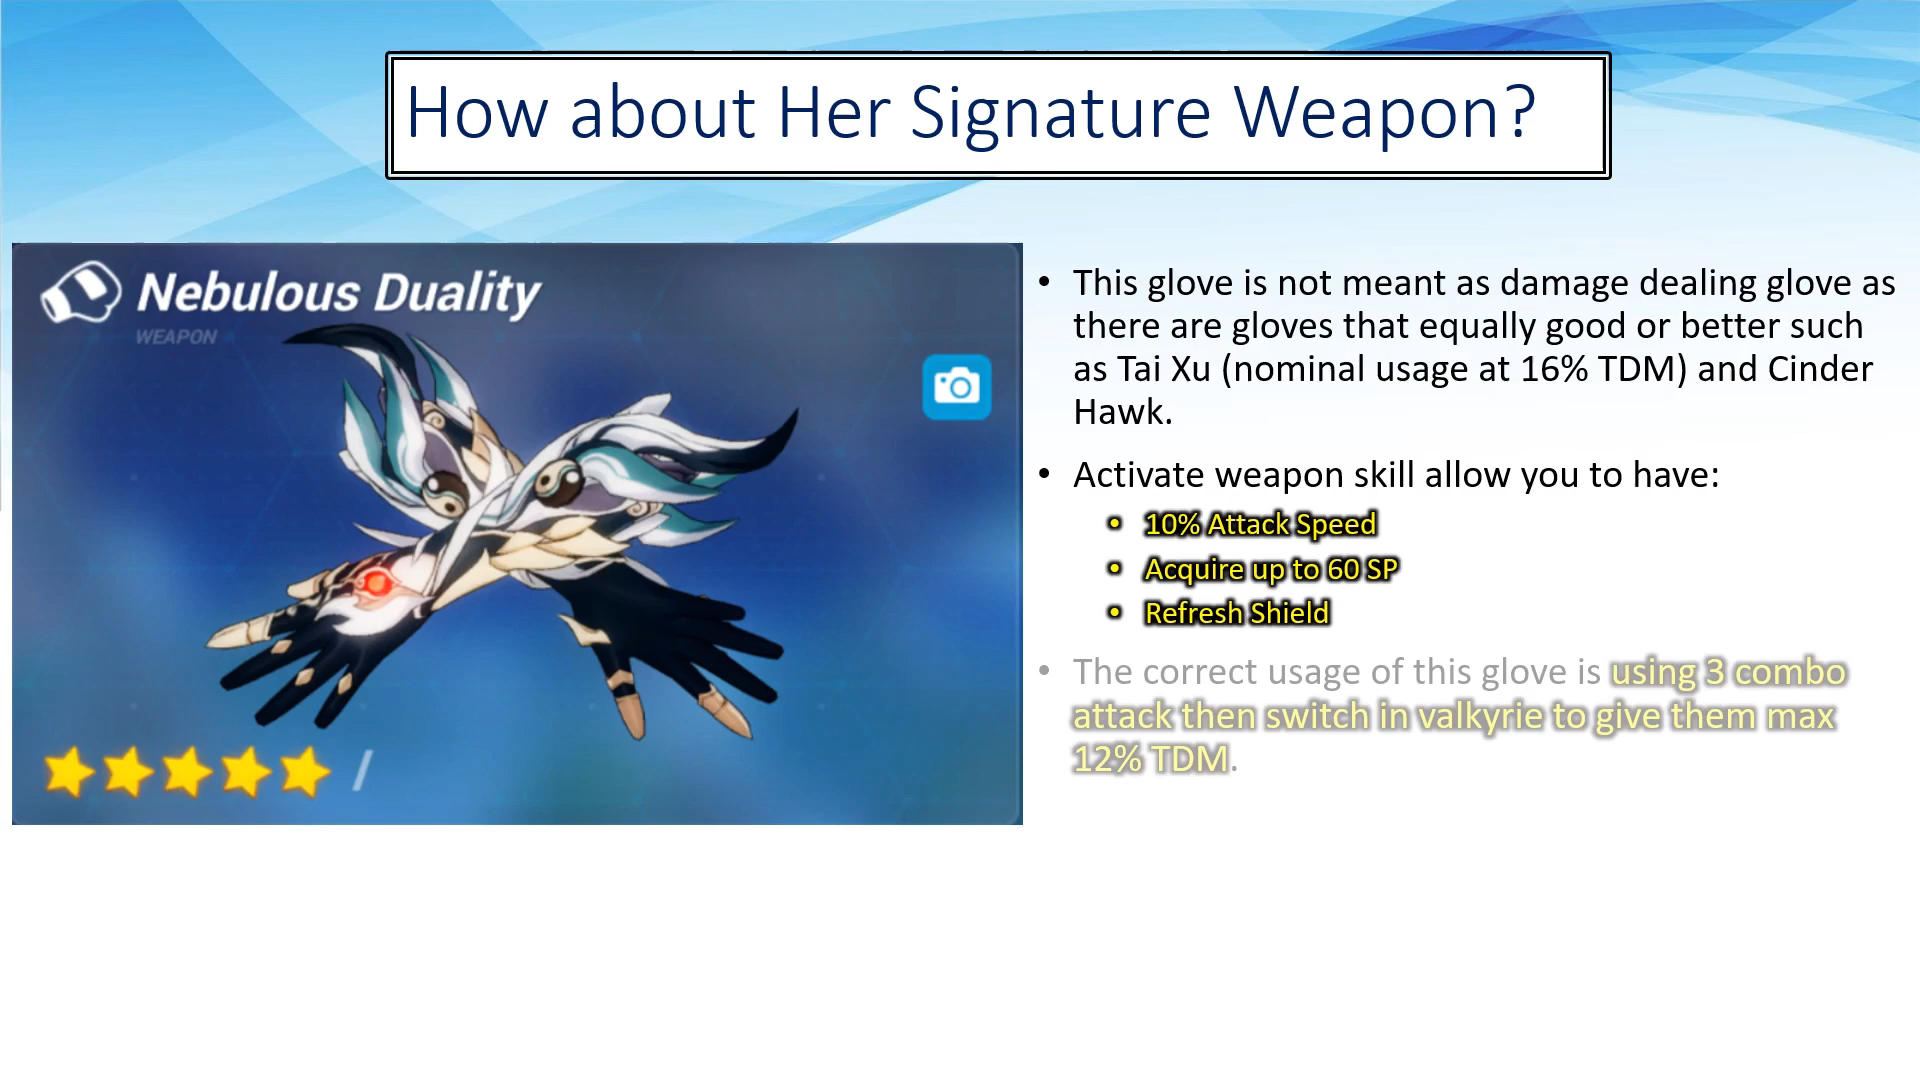 How about Her Signature Weapon?
Nebulous Duality
WEAPON
• This glove is not meant as damage dealing glove as
there are gloves that equally good or better such
as Tai Xu (nominal usage at 16% TDM) and Cinder
Hawk.
• Activate weapon skill allow you to have:
• 10% Attack Speed
• Acquire up to 60 SP
• Refresh Shield
• The correct usage of this glove is using 3 combo
attack then switch in valkyrie to give them max
12% TDM.